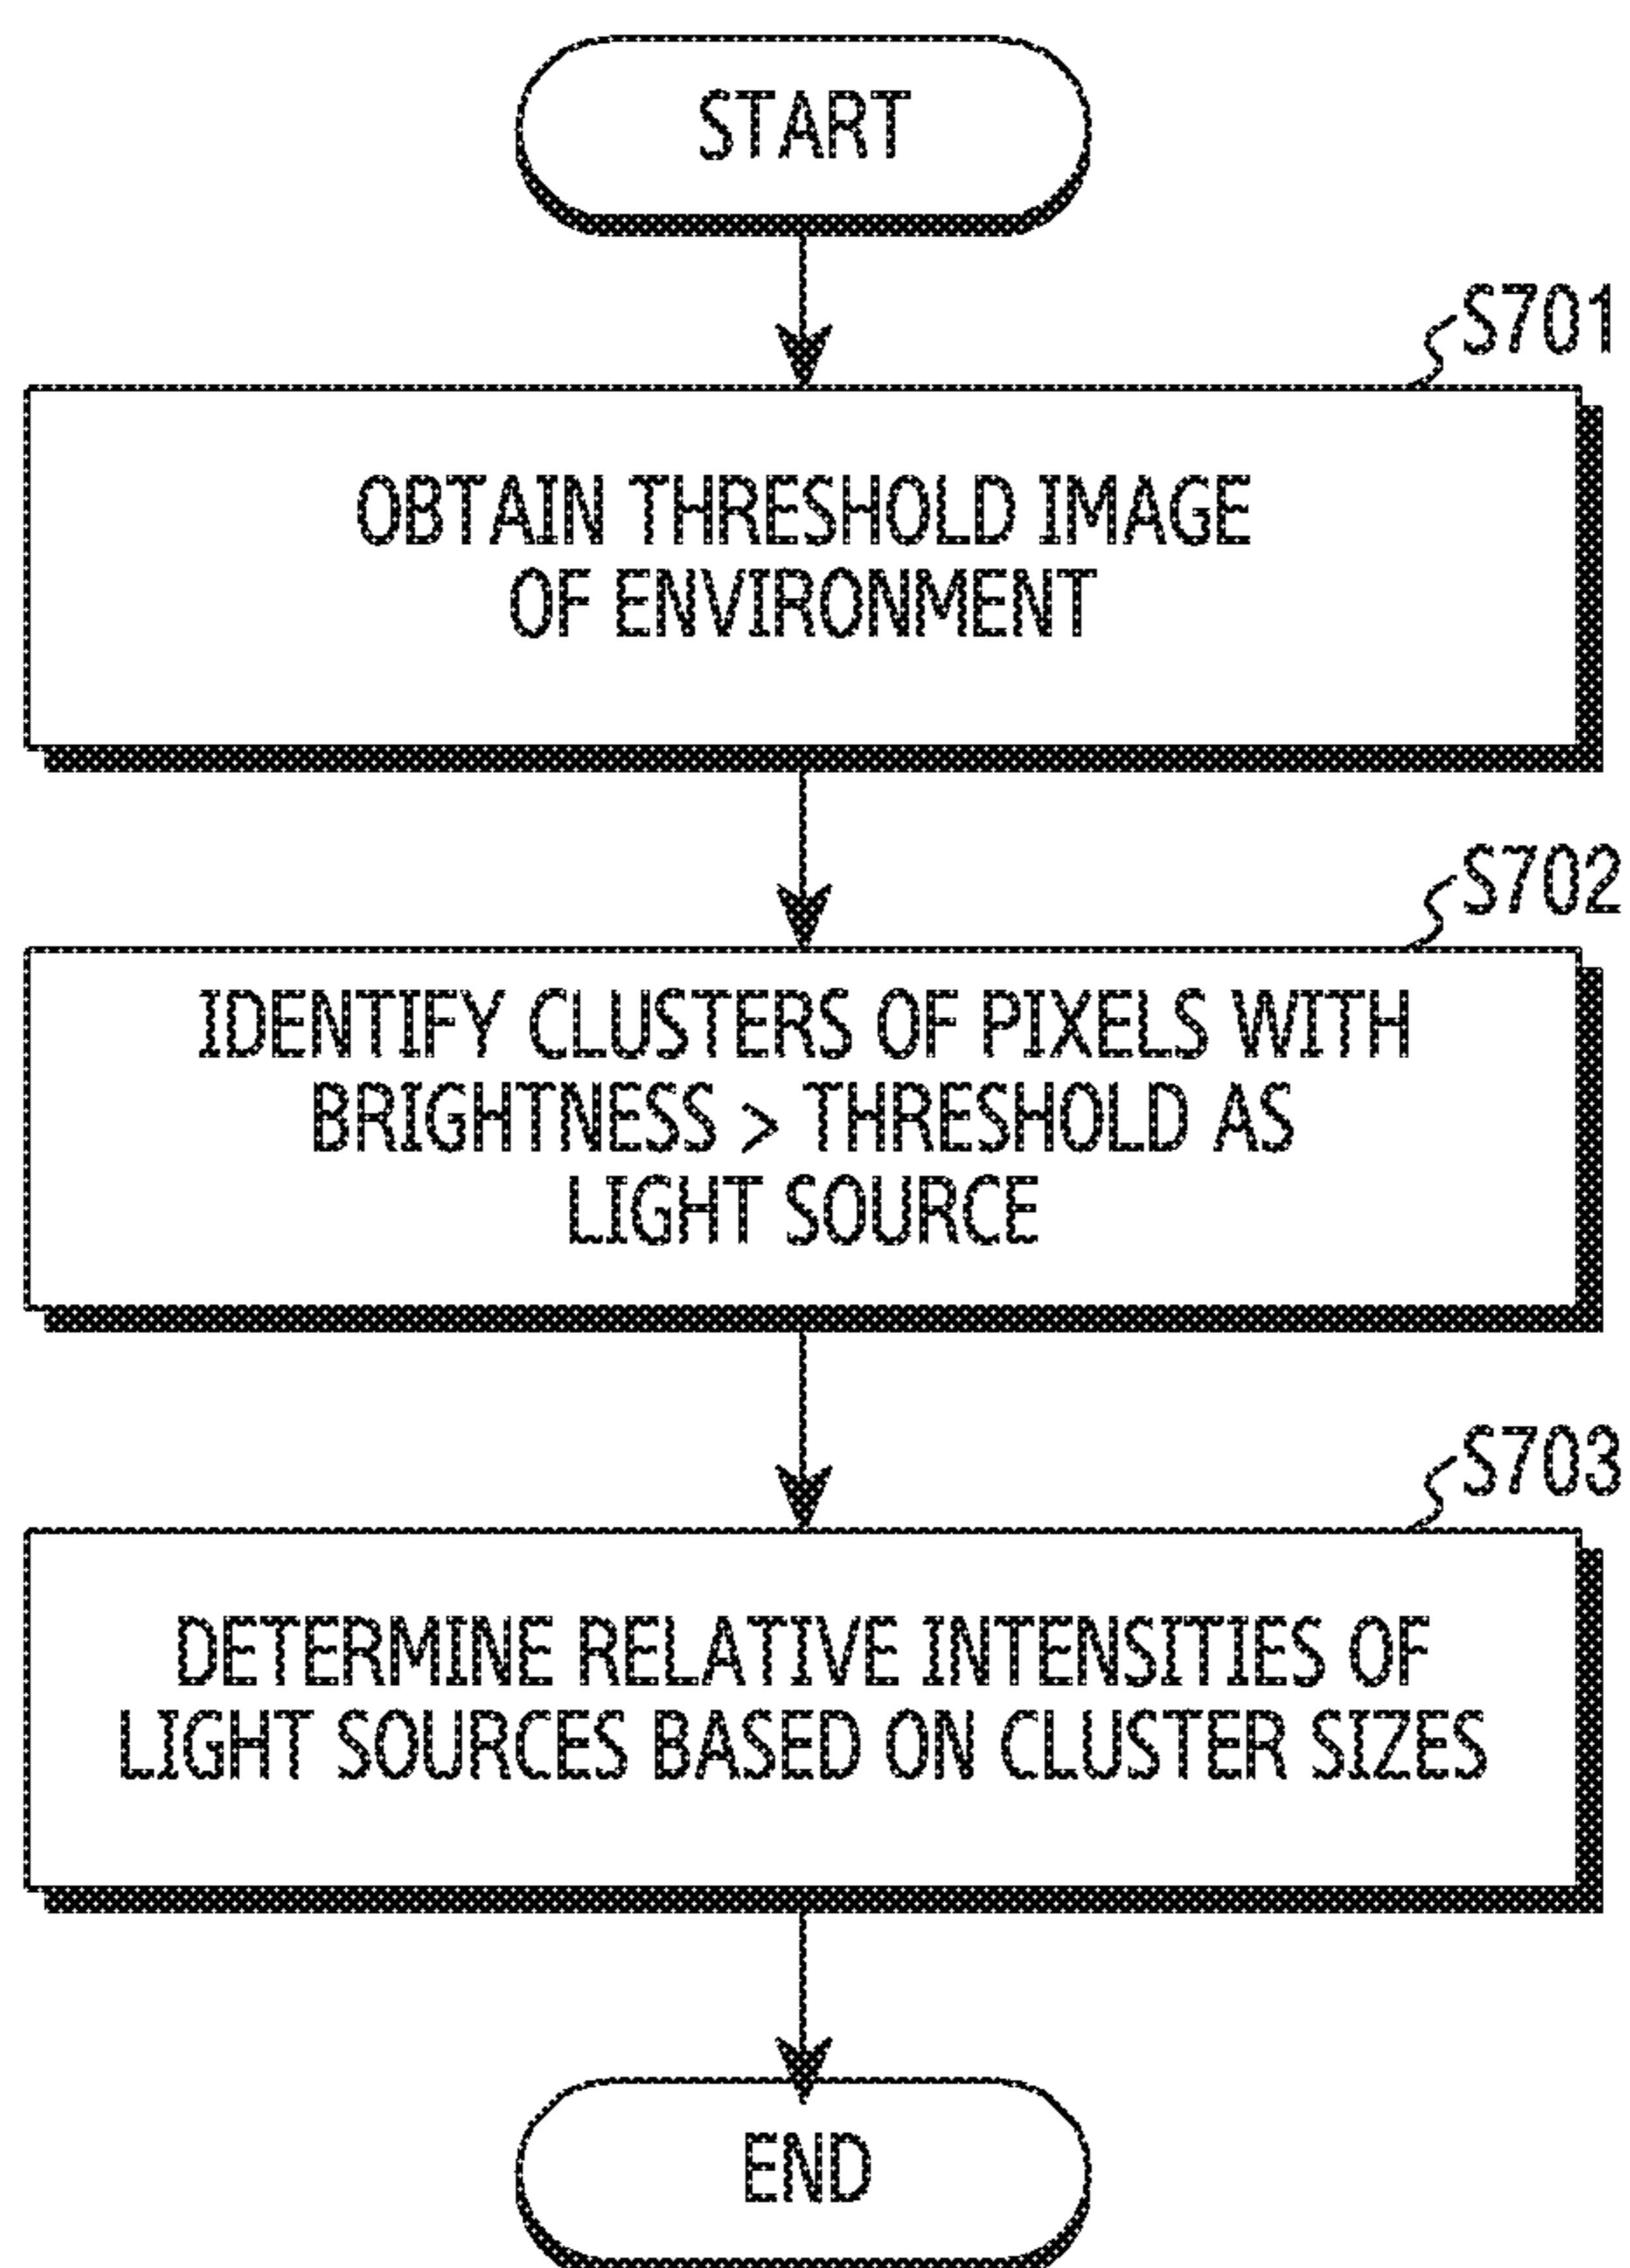 START
S701
OBTAIN THRESHOLD IMAGE
OF ENVIRONMENT
S702
IDENTIFY CLUSTERS OF PIXELS WITH
BRIGHTNESS > THRESHOLD AS
LIGHT SOURCE
S703
DETERMINE RELATIVE INTENSITIES OF
LIGHT SOURCES BASED ON CLUSTER SIZES
END